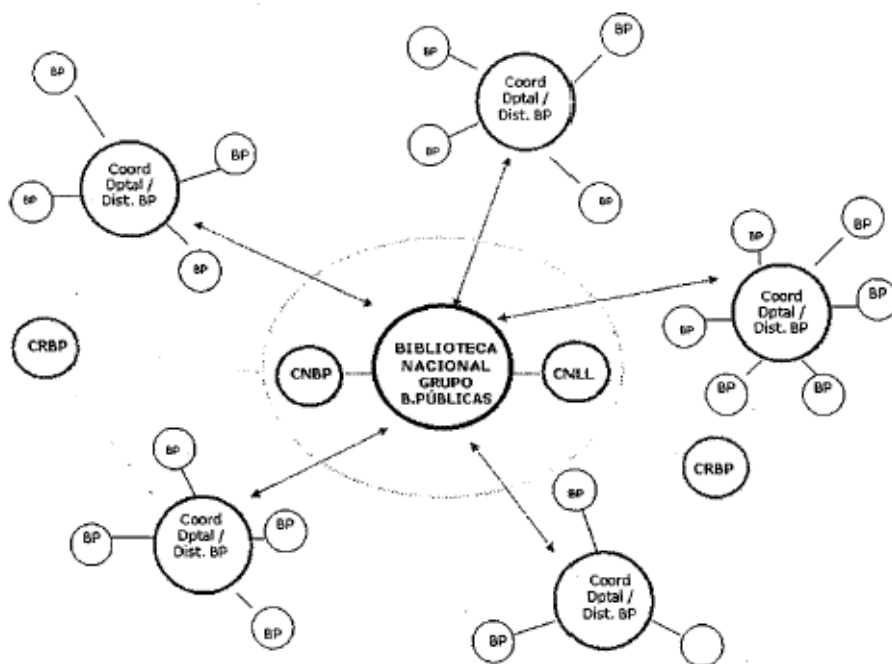 BP
BP
BP
BP
Coord
Dptal /
Dist. BP
BP
BP
BP
BP
Coord
Dptal /
Dist. BP
BP
BP
BP
BP
BP
BP
BP
Coord
Dptal /
Dist. BP
CRBP
CNBP
BIBLIOTECA
NACIONAL
GRUPO
B.PÚBLICAS
CNLL
CRBP
BP
BP
BP
BP
Coord
Dptal /
Dist. BP
BP
BP
Coord
Dptal /
Dist. BP